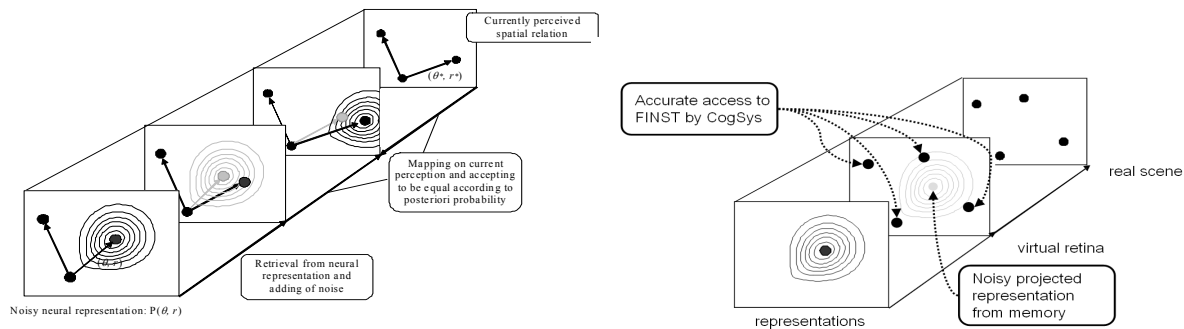 Currently perceived
spatial relation
(θ*, r*)
Mapping on current
perception and accepting
to be equal according to
posteriori probability
(θ, r)
Retrieval from neural
representation and
adding of noise
Noisy neural representation: P(θ, r)
Accurate access to
FINST by CogSys
real scene
virtual retina
Noisy projected
representation
from memory
representations